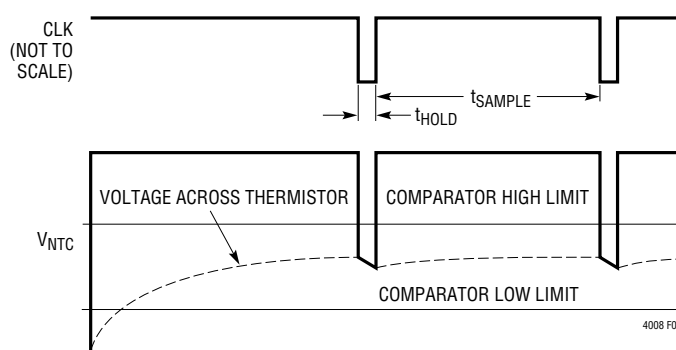 CLK
(NOT TO
SCALE)
tSAMPLE
tHOLD
VOLTAGE ACROSS THERMISTOR
COMPARATOR HIGH LIMIT
VNTC
COMPARATOR LOW LIMIT
4008 F0